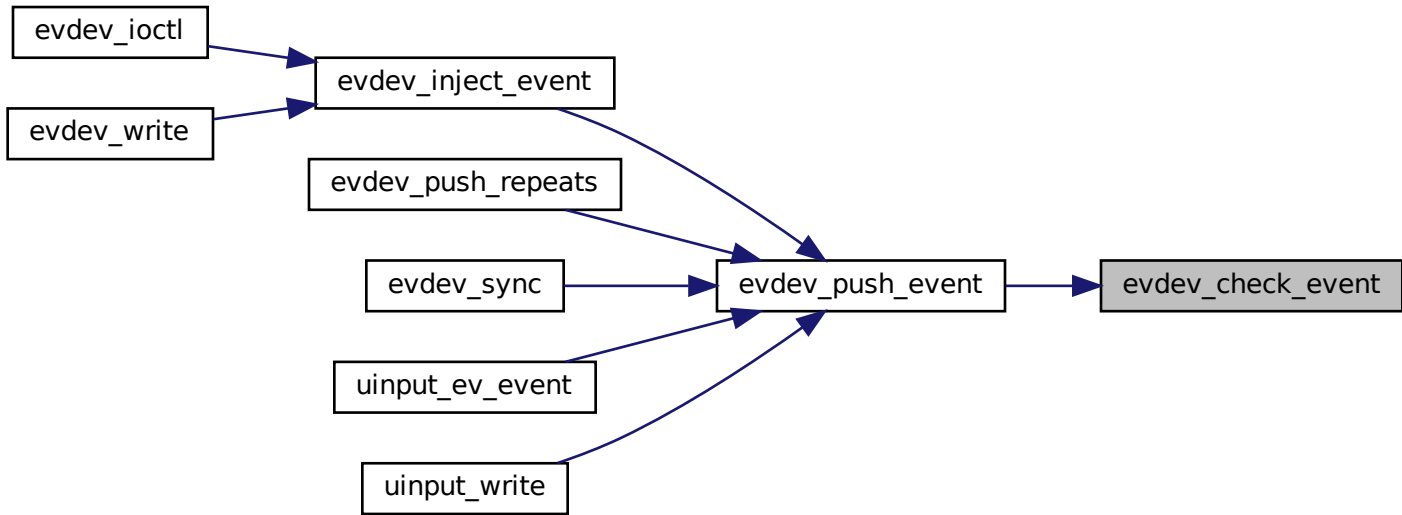 evdev_ioctl
evdev_write
evdev_inject_event
evdev_push_repeats
evdev_sync
uinput_ev_event
uinput_write
evdev_push_event
evdev_check_event